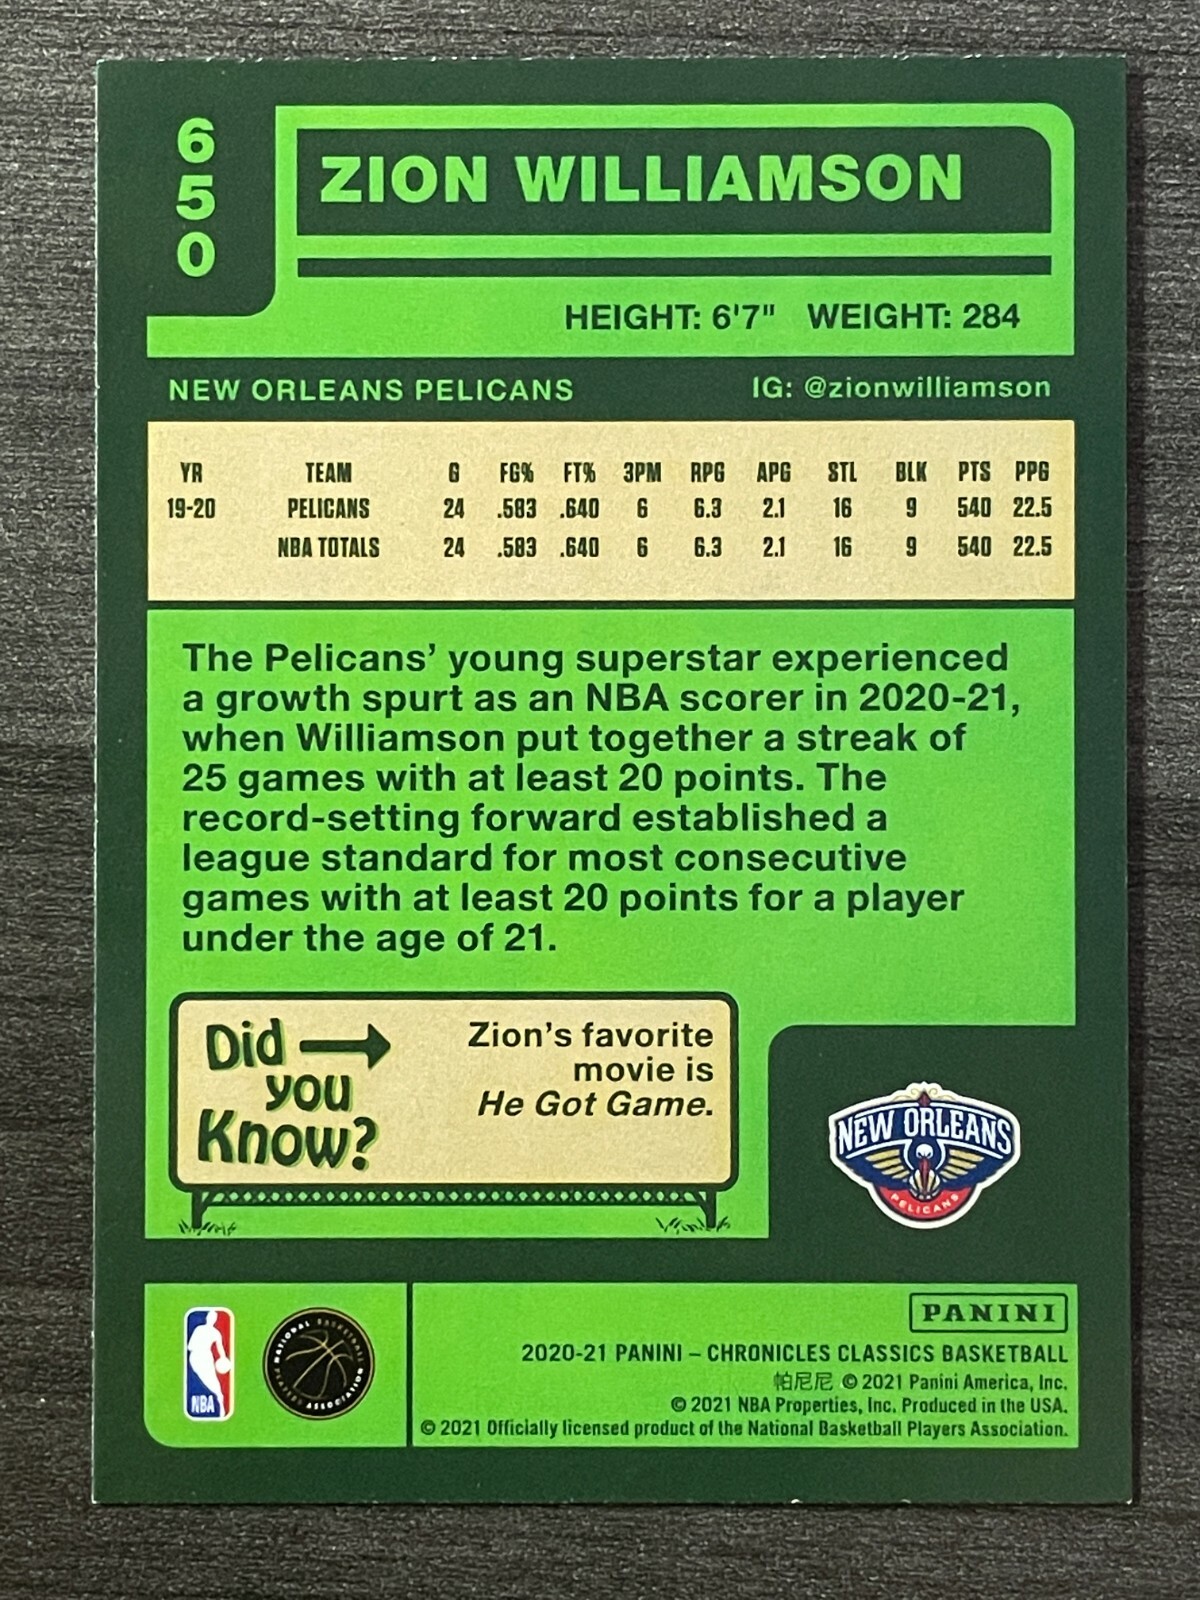 650
ZION WILLIAMSON
HEIGHT: 6'7" WEIGHT: 284
NEW ORLEANS PELICANS IG: @zionwilliamson
YR TEAM G FG% FT% 3PM RPG APG STL BLK PTS PPG
19-20 PELICANS 24 .583 .640 6 6.3 2.1 16 9 540 22.5
NBA TOTALS 24 .583 .640 6 6.3 2.1 16 9 540 22.5
The Pelicans' young superstar experienced
a growth spurt as an NBA scorer in 2020-21,
when Williamson put together a streak of
25 games with at least 20 points. The
record-setting forward established a
league standard for most consecutive
games with at least 20 points for a player
under the age of 21.
Did
you
Know?
Zion's favorite
movie is
He Got Game.
NEW ORLEANS
PELICANS
NBA
NATIONAL BASKETBALL
PLAYERS ASSOCIATION
PANINI
2020-21 PANINI – CHRONICLES CLASSICS BASKETBALL
帕尼尼 © 2021 Panini America, Inc.
© 2021 NBA Properties, Inc. Produced in the USA.
© 2021 Officially licensed product of the National Basketball Players Association.